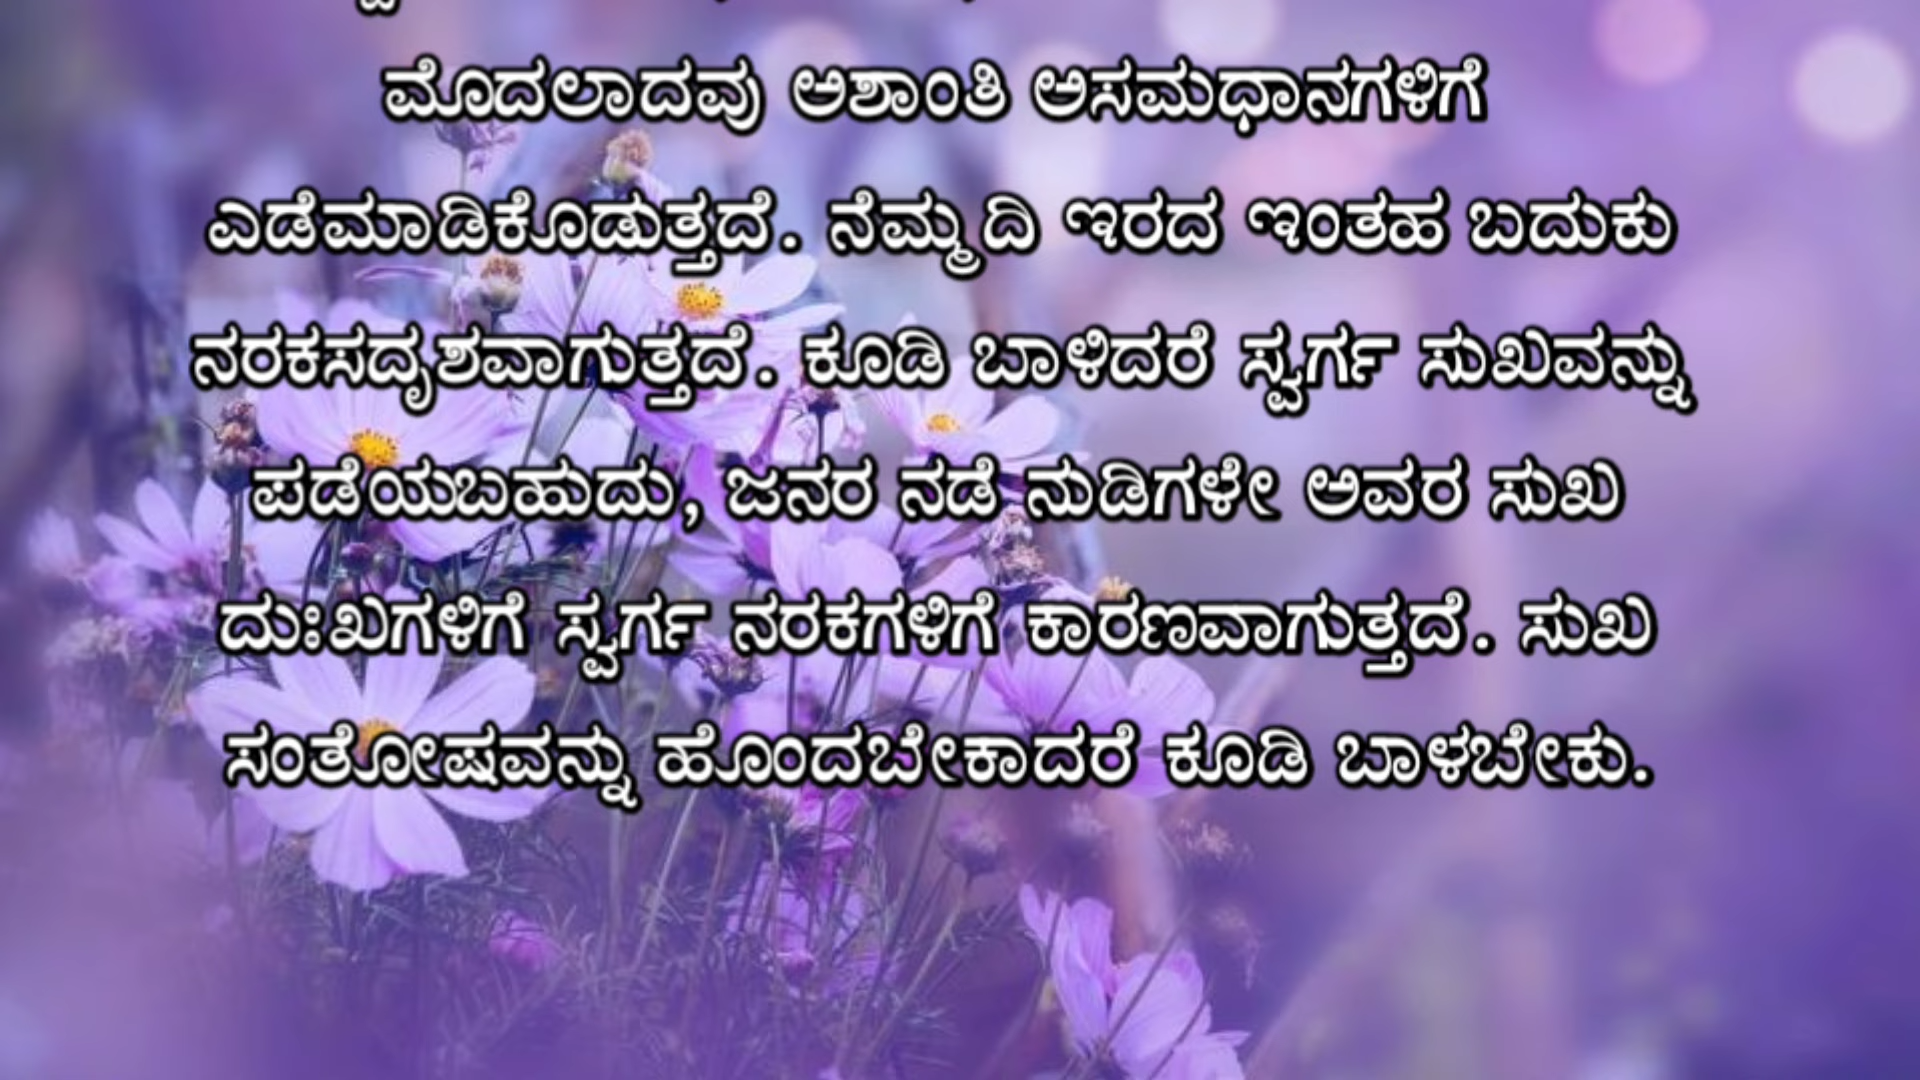 ಮೊದಲಾದವು ಅಶಾಂತಿ ಅಸಮಧಾನಗಳಿಗೆ
ಎಡೆಮಾಡಿಕೊಡುತ್ತದೆ. ನೆಮ್ಮದಿ ಇರದ ಇಂತಹ ಬದುಕು
ನರಕಸದೃಶವಾಗುತ್ತದೆ. ಕೂಡಿ ಬಾಳಿದರೆ ಸ್ವರ್ಗ ಸುಖವನ್ನು
ಪಡೆಯಬಹುದು, ಜನರ ನಡೆ ನುಡಿಗಳೇ ಅವರ ಸುಖ
ದುಃಖಗಳಿಗೆ ಸ್ವರ್ಗ ನರಕಗಳಿಗೆ ಕಾರಣವಾಗುತ್ತದೆ. ಸುಖ
ಸಂತೋಷವನ್ನು ಹೊಂದಬೇಕಾದರೆ ಕೂಡಿ ಬಾಳಬೇಕು.